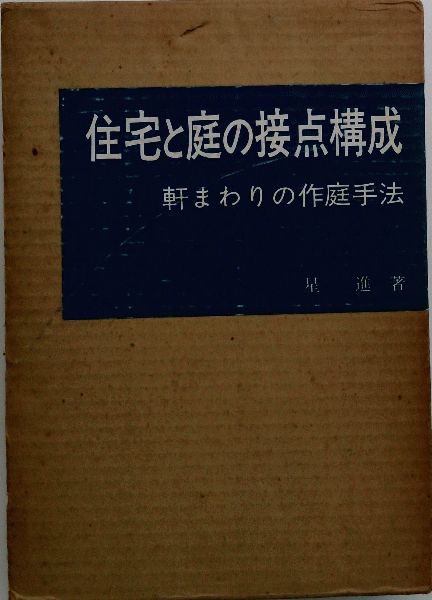 住宅と庭の接点構成
軒まわりの作庭手法
星 進 著